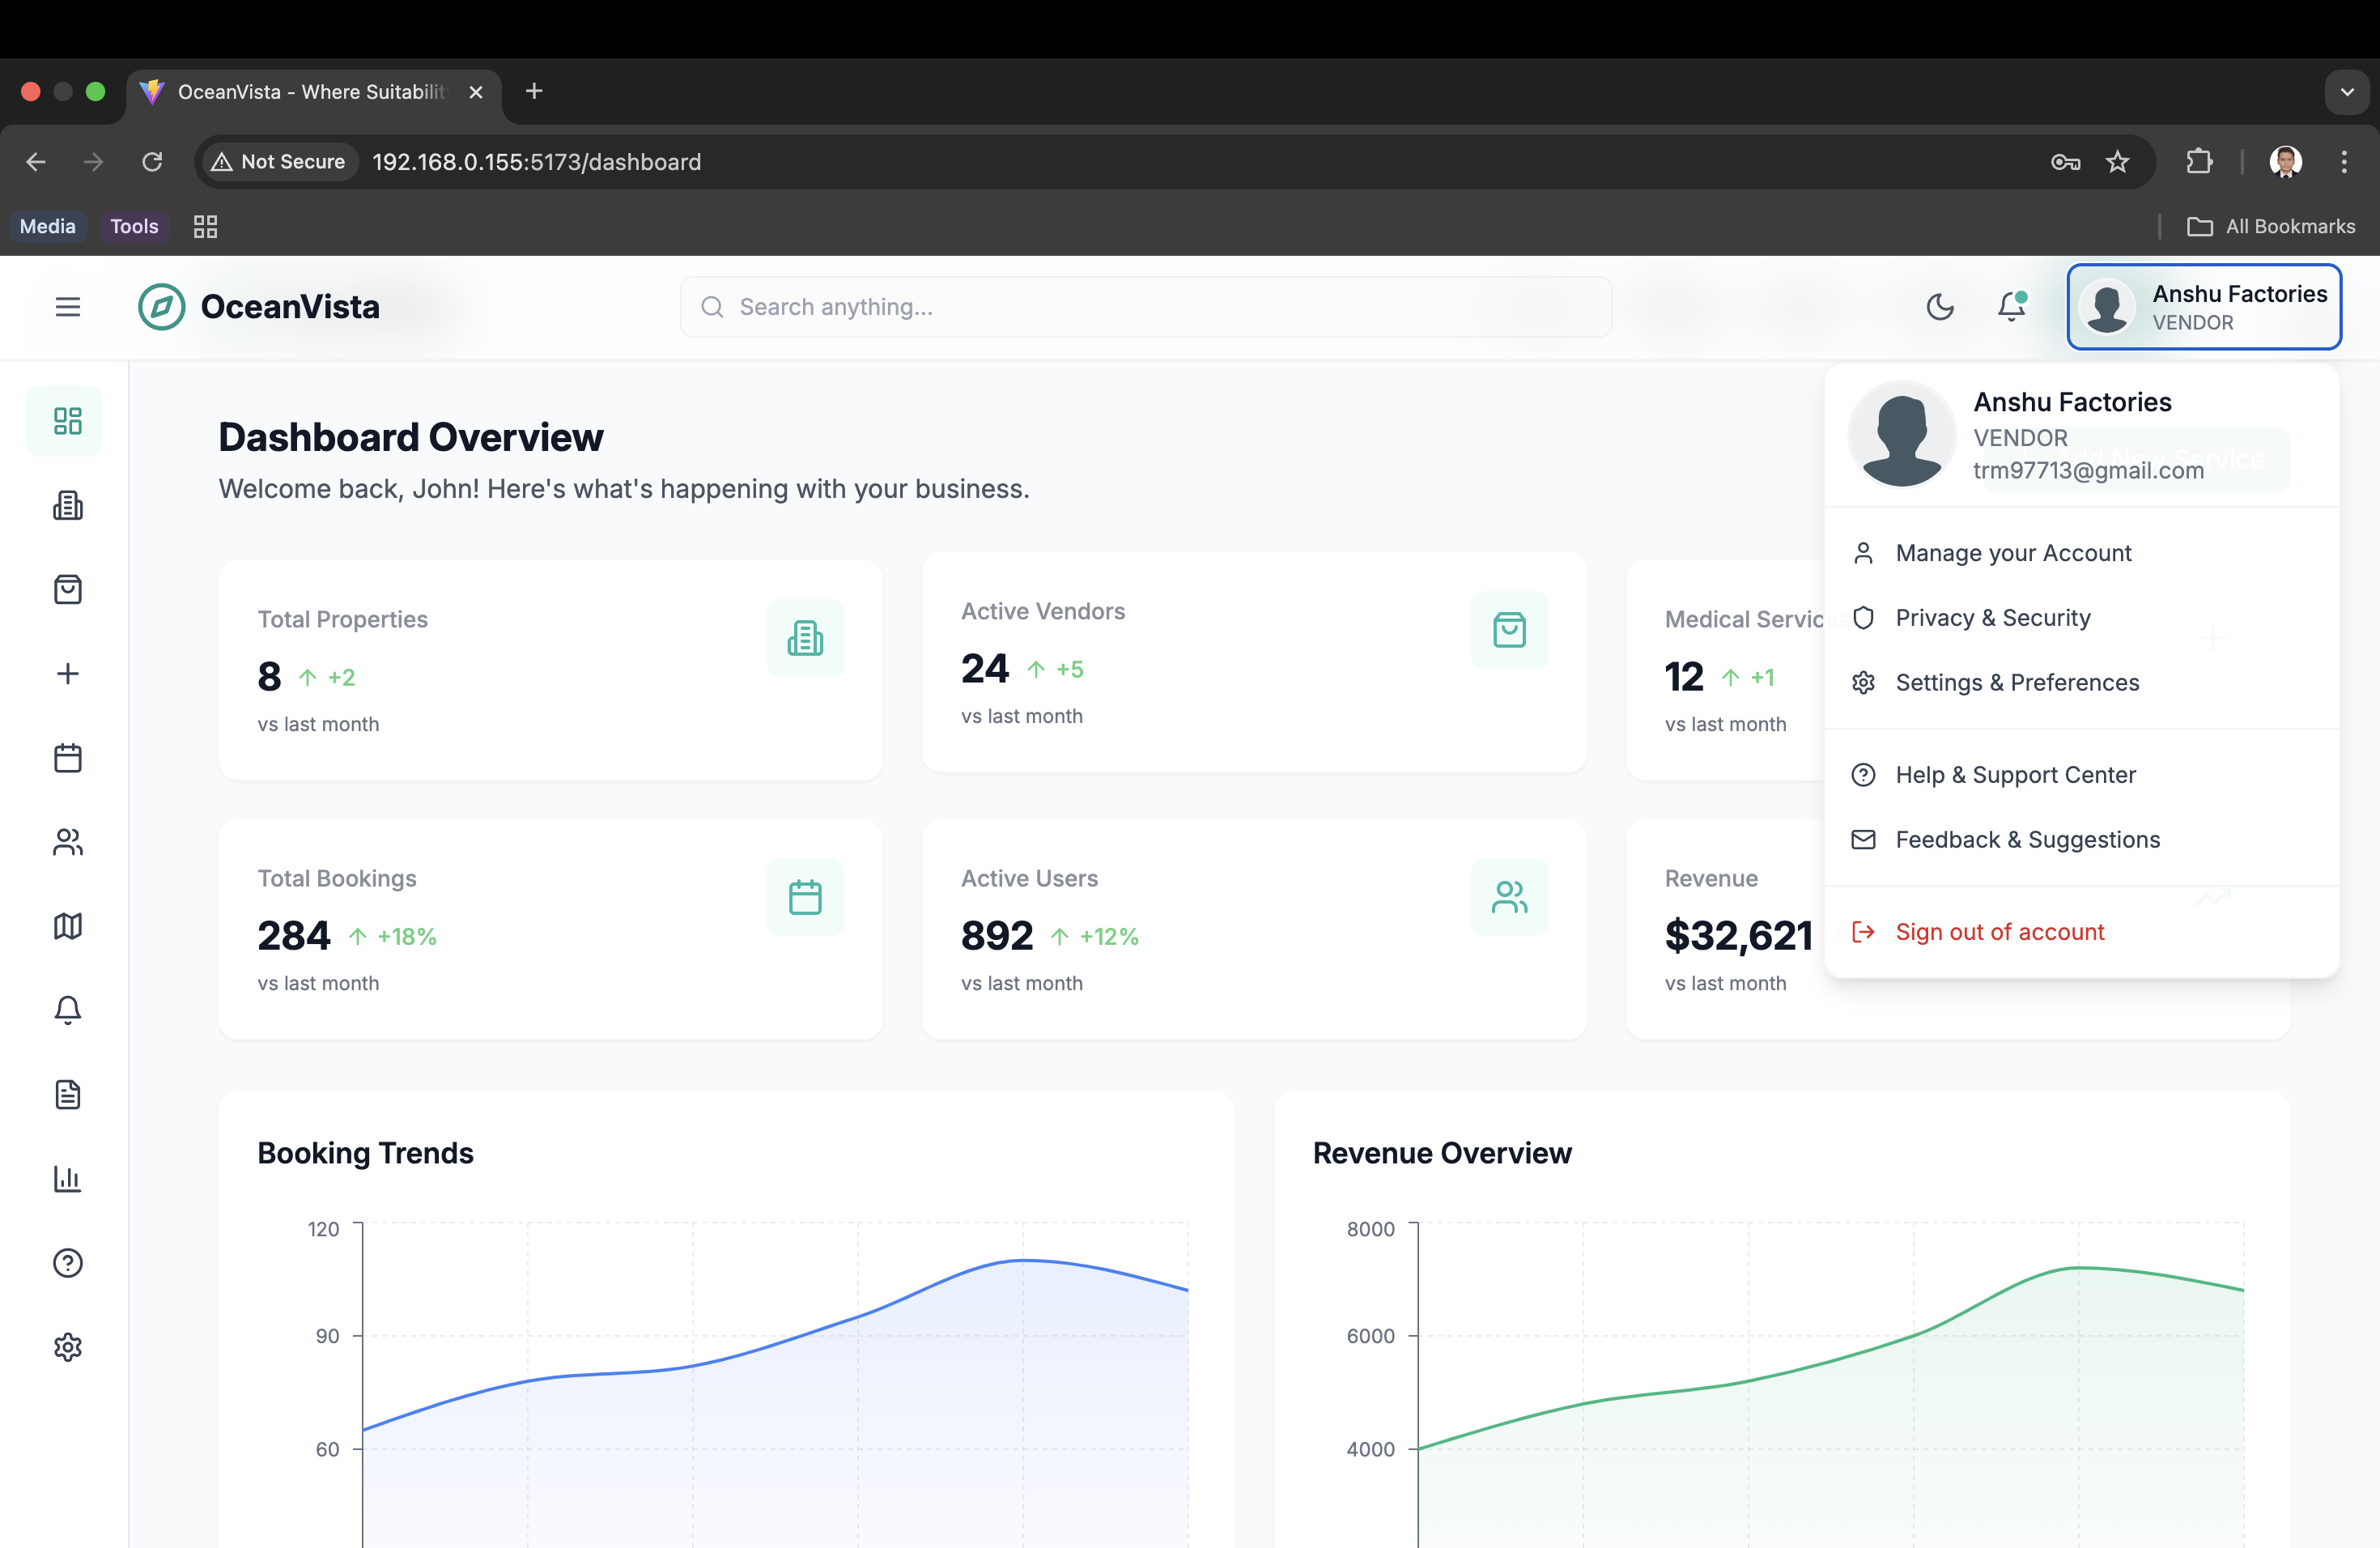 OceanVista - Where Suitabilit
Not Secure
192.168.0.155:5173/dashboard
Media
Tools
All Bookmarks
OceanVista
Search anything...
Anshu Factories
VENDOR
Anshu Factories
VENDOR
trm97713@gmail.com
Add New Service
Manage your Account
Privacy & Security
Settings & Preferences
Help & Support Center
Feedback & Suggestions
Sign out of account
Dashboard Overview
Welcome back, John! Here's what's happening with your business.
Total Properties
8 +2
vs last month
Active Vendors
24 +5
vs last month
Medical Services
12 +1
vs last month
Total Bookings
284 +18%
vs last month
Active Users
892 +12%
vs last month
Revenue
$32,621
vs last month
Booking Trends
120
90
60
Revenue Overview
8000
6000
4000